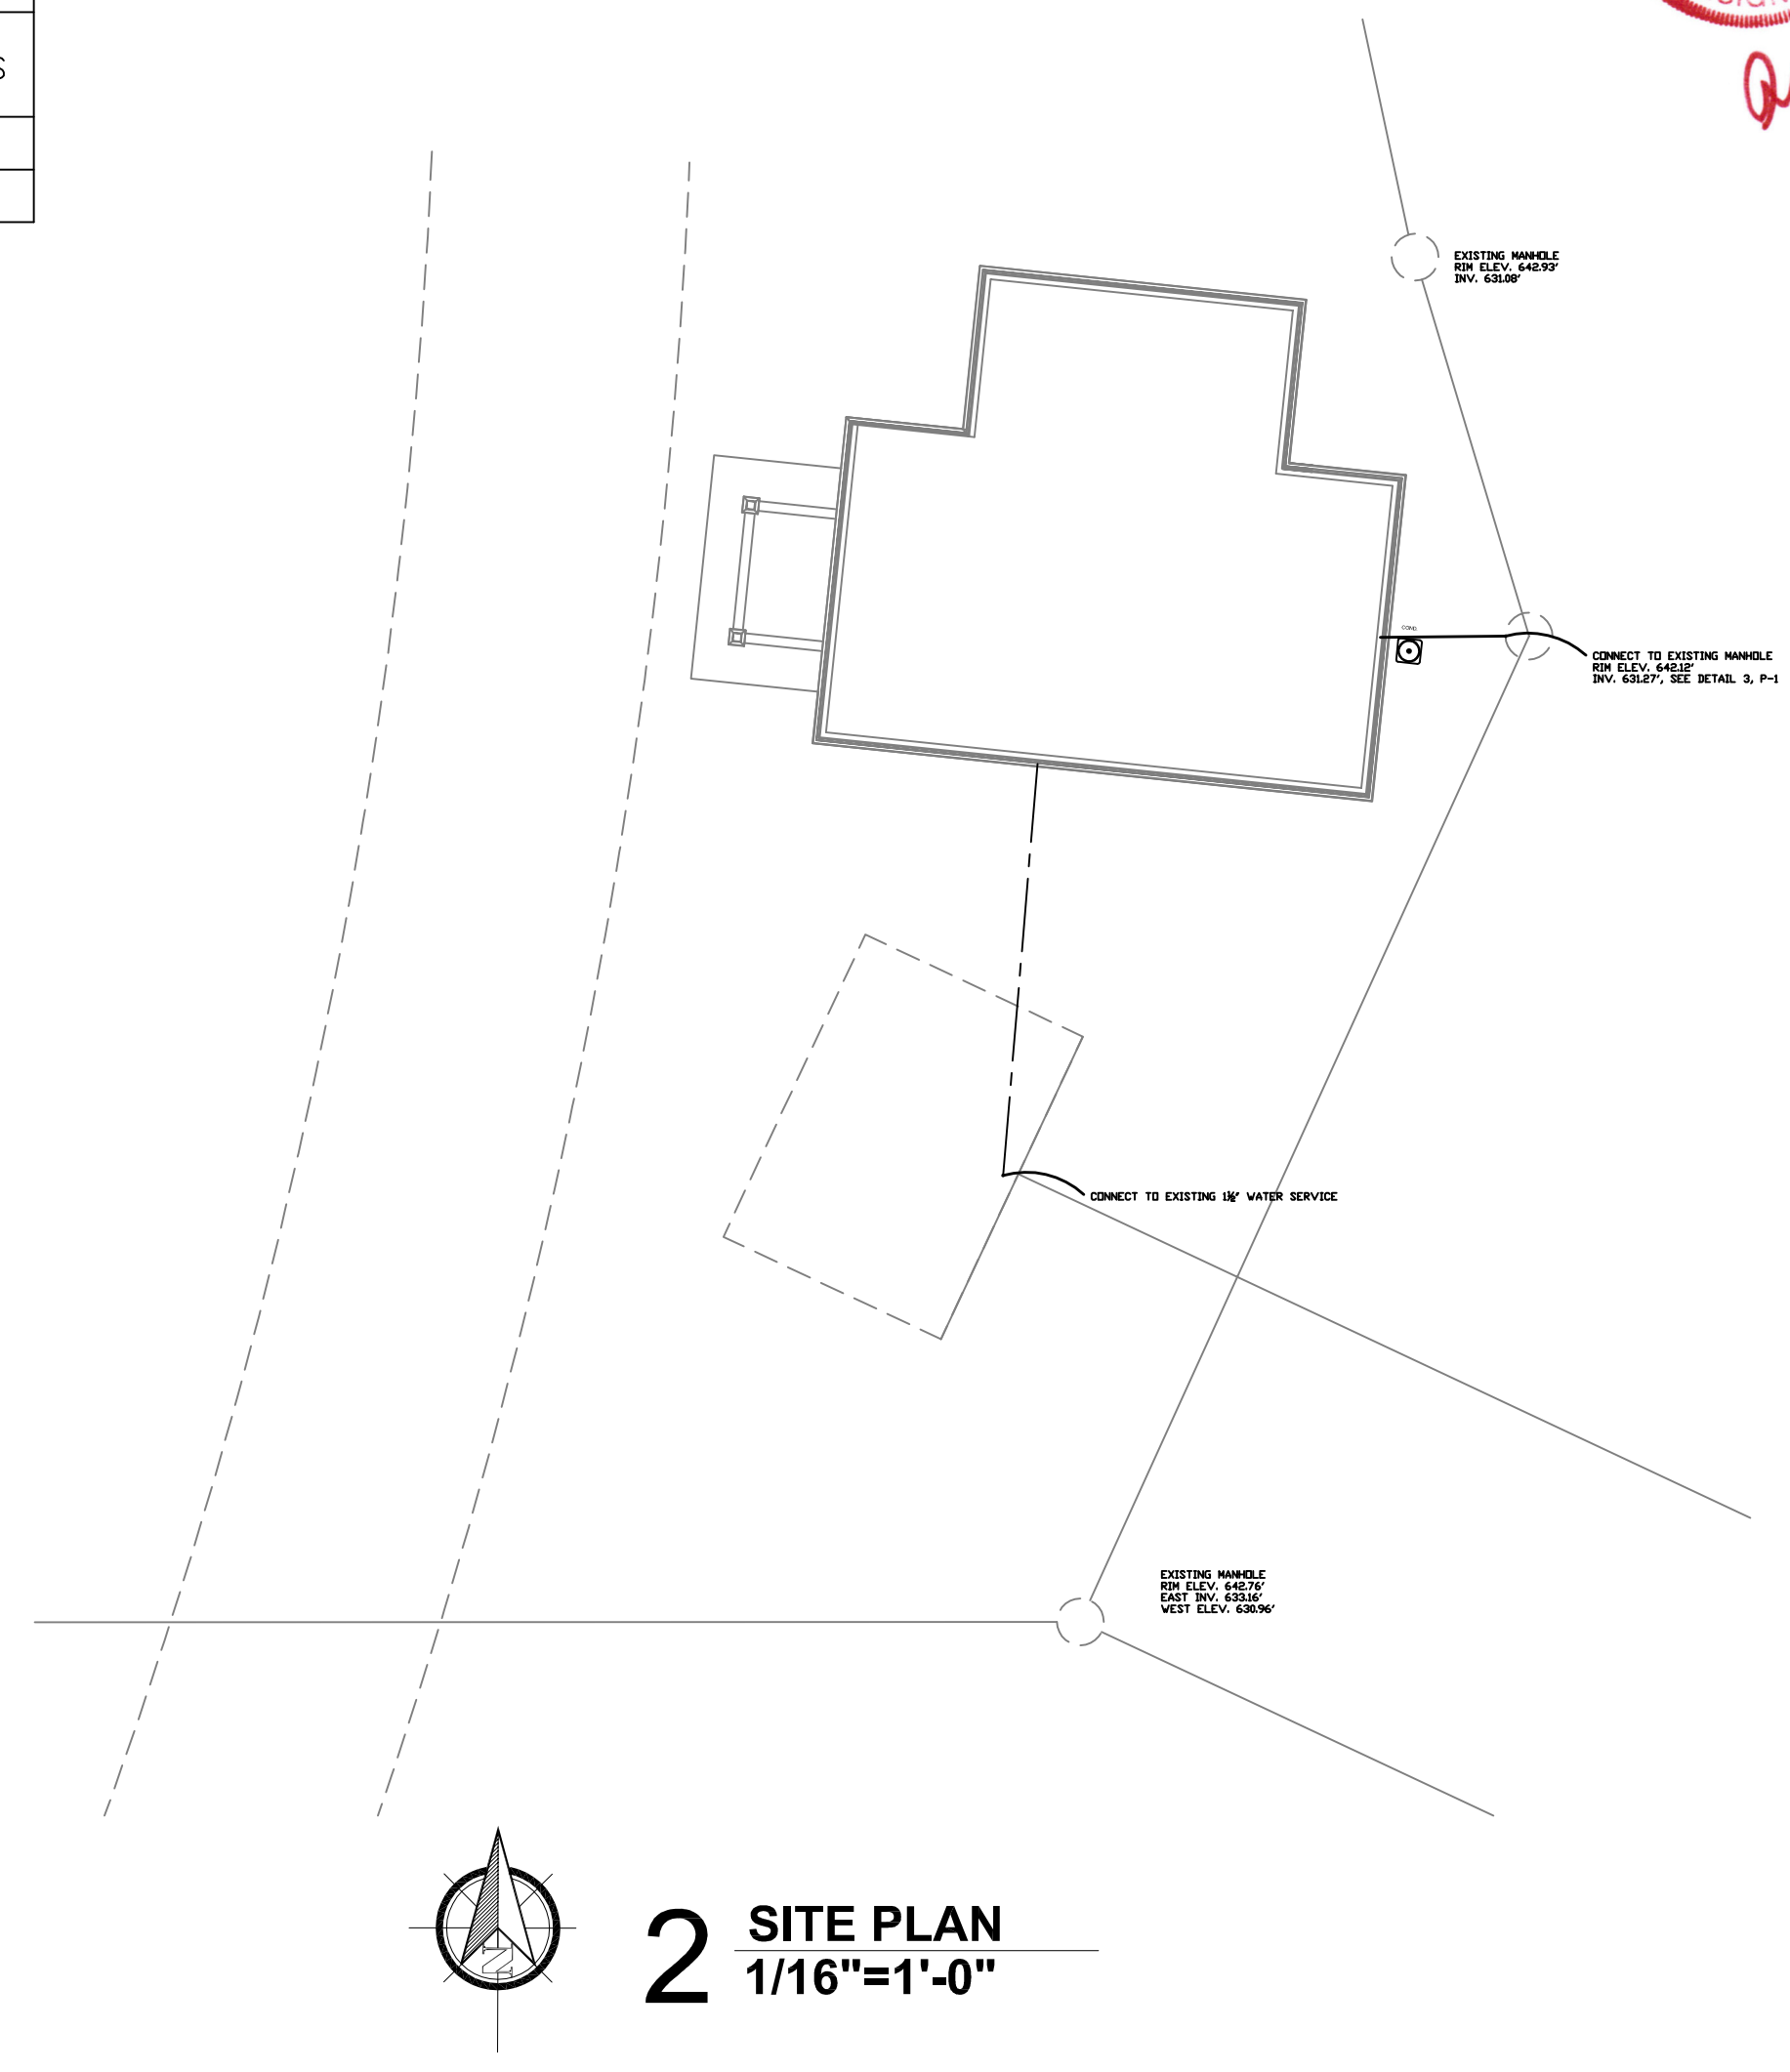 S
EXISTING MANHOLE
RIM ELEV. 642.93'
INV. 631.08'
COND.
CONNECT TO EXISTING MANHOLE
RIM ELEV. 642.12'
INV. 631.27', SEE DETAIL 3, P-1
CONNECT TO EXISTING 1½" WATER SERVICE
EXISTING MANHOLE
RIM ELEV. 642.76'
EAST INV. 633.16'
WEST ELEV. 630.96'
N
2 SITE PLAN
1/16"=1'-0"